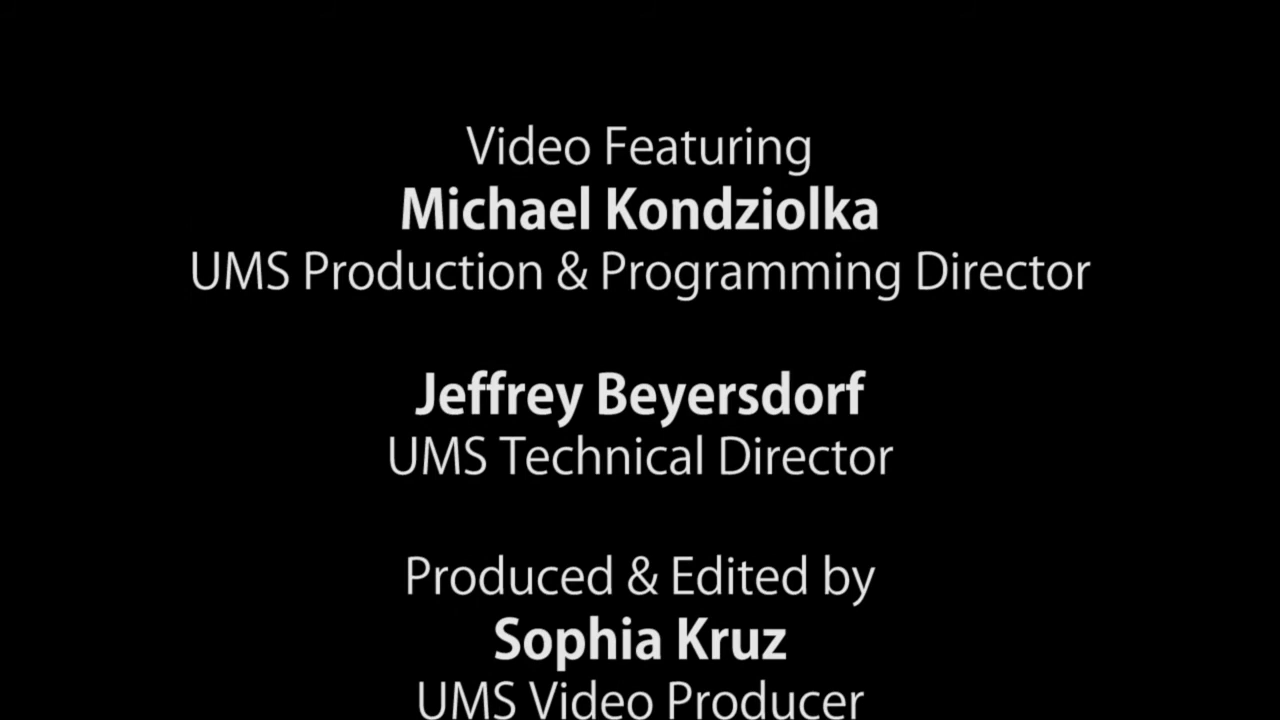 Video Featuring
Michael Kondziolka
UMS Production & Programming Director
Jeffrey Beyersdorf
UMS Technical Director
Produced & Edited by
Sophia Kruz
UMS Video Producer